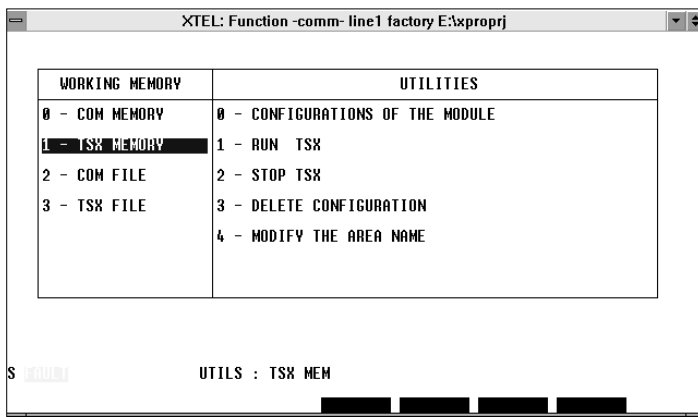 XTEL: Function -comm- line1 factory E:\xproprj
WORKING MEMORY UTILITIES
0 - COM MEMORY 0 - CONFIGURATIONS OF THE MODULE
1 - TSX MEMORY 1 - RUN TSX
2 - COM FILE 2 - STOP TSX
3 - TSX FILE 3 - DELETE CONFIGURATION
4 - MODIFY THE AREA NAME
S FAULT UTILS : TSX MEM